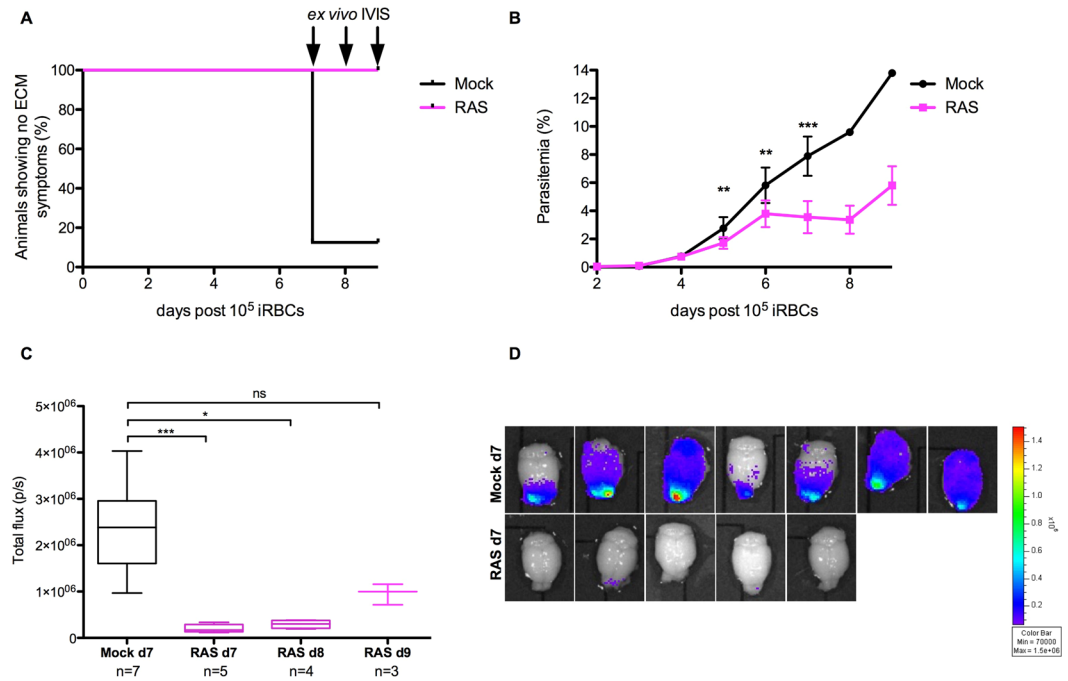 A
ex vivo IVIS
Animals showing no ECM
symptoms (%)
100
80
60
40
20
0
0 2 4 6 8
days post 10⁵ iRBCs
Mock
RAS
B
Parasitemia (%)
14
12
10
8
6
4
2
0
2 4 6 8
days post 10⁵ iRBCs
** ** ***
Mock
RAS
C
Total flux (p/s)
5×10⁰⁶
4×10⁰⁶
3×10⁰⁶
2×10⁰⁶
1×10⁰⁶
0
ns
*
***
Mock d7 RAS d7 RAS d8 RAS d9
n=7 n=5 n=4 n=3
D
Mock d7
RAS d7
1.4
1.2
1.0
0.8
0.6
0.4
0.2
x10⁶
Color Bar
Min = 70000
Max = 1.5e+06